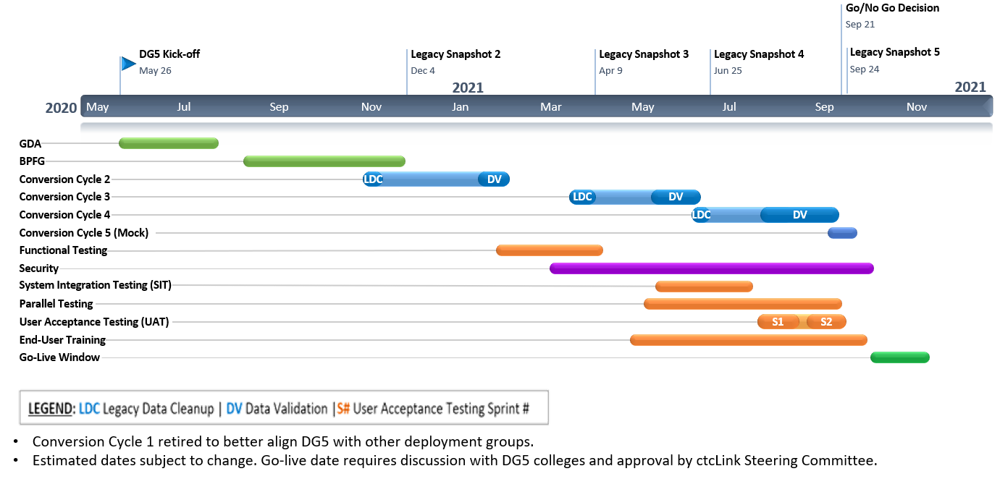 Go/No Go Decision
Sep 21
DG5 Kick-off
May 26
Legacy Snapshot 2
Dec 4
Legacy Snapshot 3
Apr 9
Legacy Snapshot 4
Jun 25
Legacy Snapshot 5
Sep 24
2021
2021
2020
May Jul Sep Nov Jan Mar May Jul Sep Nov
GDA
BPFG
Conversion Cycle 2 LDC DV
Conversion Cycle 3 LDC DV
Conversion Cycle 4 LDC DV
Conversion Cycle 5 (Mock)
Functional Testing
Security
System Integration Testing (SIT)
Parallel Testing
User Acceptance Testing (UAT) S1 S2
End-User Training
Go-Live Window
LEGEND: LDC Legacy Data Cleanup | DV Data Validation |S# User Acceptance Testing Sprint #
• Conversion Cycle 1 retired to better align DG5 with other deployment groups.
• Estimated dates subject to change. Go-live date requires discussion with DG5 colleges and approval by ctcLink Steering Committee.